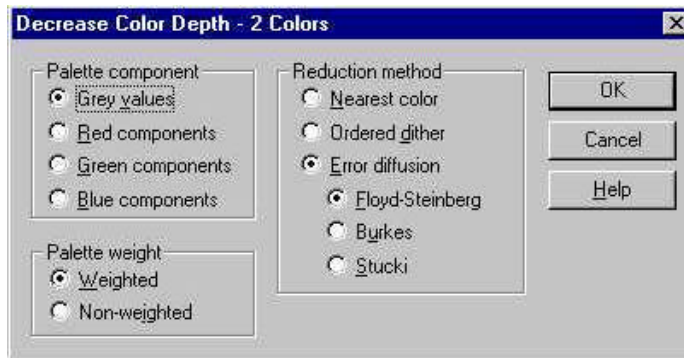 Decrease Color Depth - 2 Colors
Palette component
Grey values
Red components
Green components
Blue components
Palette weight
Weighted
Non-weighted
Reduction method
Nearest color
Ordered dither
Error diffusion
Floyd-Steinberg
Burkes
Stucki
OK
Cancel
Help